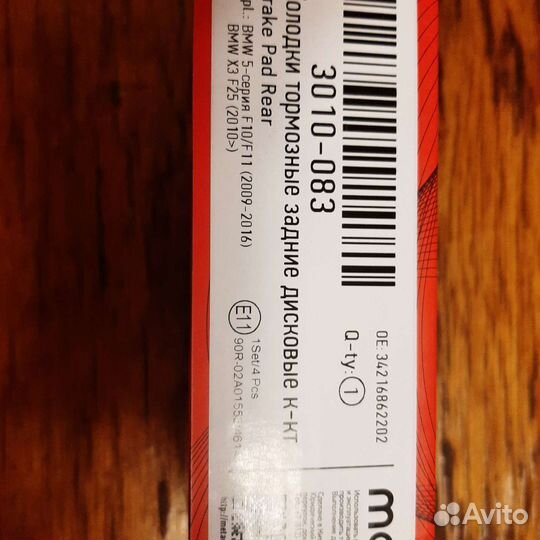 3010-083
OE: 34216862202
Q-ty: 1
олодки тормозные задние дисковые к-кт
rake Pad Rear
pl.: BMW 5-серия F10/F11 (2009-2016)
BMW X3 F25 (2010>)
E11
1Set/4 Pcs
Avito